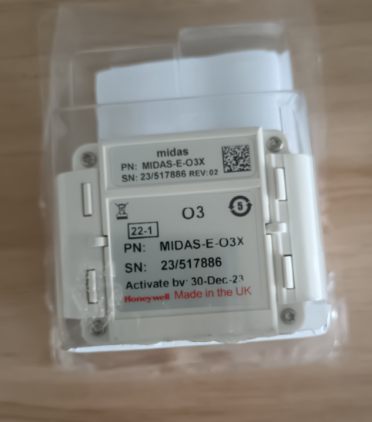 midas
PN: MIDAS-E-O3X
SN: 23/517886 REV: 02
O3
5
22-1
PN: MIDAS-E-O3X
SN: 23/517886
Activate by: 30-Dec-23
Honeywell Made in the UK